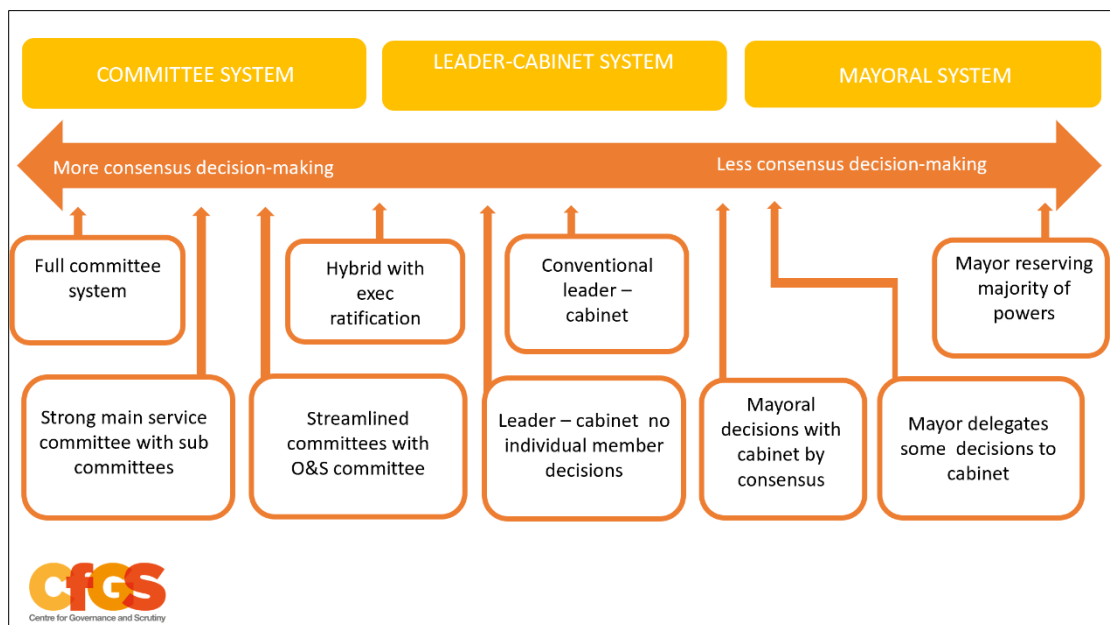 COMMITTEE SYSTEM
LEADER-CABINET SYSTEM
MAYORAL SYSTEM
More consensus decision-making
Less consensus decision-making
Full committee
system
Hybrid with
exec
ratification
Conventional
leader –
cabinet
Mayor reserving
majority of
powers
Strong main service
committee with sub
committees
Streamlined
committees with
O&S committee
Leader – cabinet no
individual member
decisions
Mayoral
decisions with
cabinet by
consensus
Mayor delegates
some decisions to
cabinet
CfGS
Centre for Governance and Scrutiny